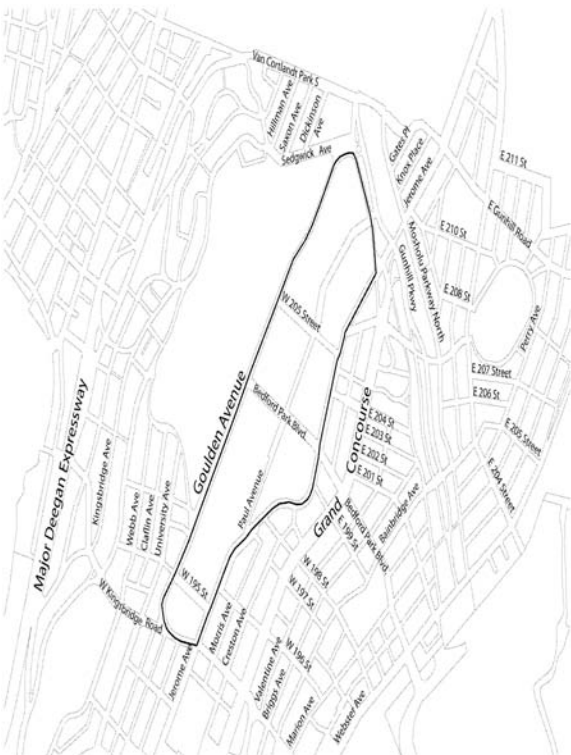 Van Cortlandt Park S
Hillman Ave
Saxon Ave
Dickinson
Ave
Sedgwick Ave
Gates Pl
Knox Place
Jerome Ave
E 211 St
E Gunhill Road
E 210 St
Mosholu Parkway North
Gunhill Pkwy
E 208 St
Perry Ave
W 205 Street
E 207 Street
E 206 St
Goulden Avenue
Bedford Park Blvd.
Concourse
E 204 St
E 203 St
E 202 St
E 201 St
E 205 Street
E 204 Street
Major Deegan Expressway
Kingsbridge Ave
Webb Ave
Claflin Ave
University Ave
Paul Avenue
Grand
E 199 St
Bedford Park Blvd.
Bainbridge Ave
W 195 St
W Kingsbridge Road
W 198 St
W 197 St
Morris Ave
Creston Ave
W 196 St
Jerome Ave
Valentine Ave
Briggs Ave
Marion Ave
Webster Ave